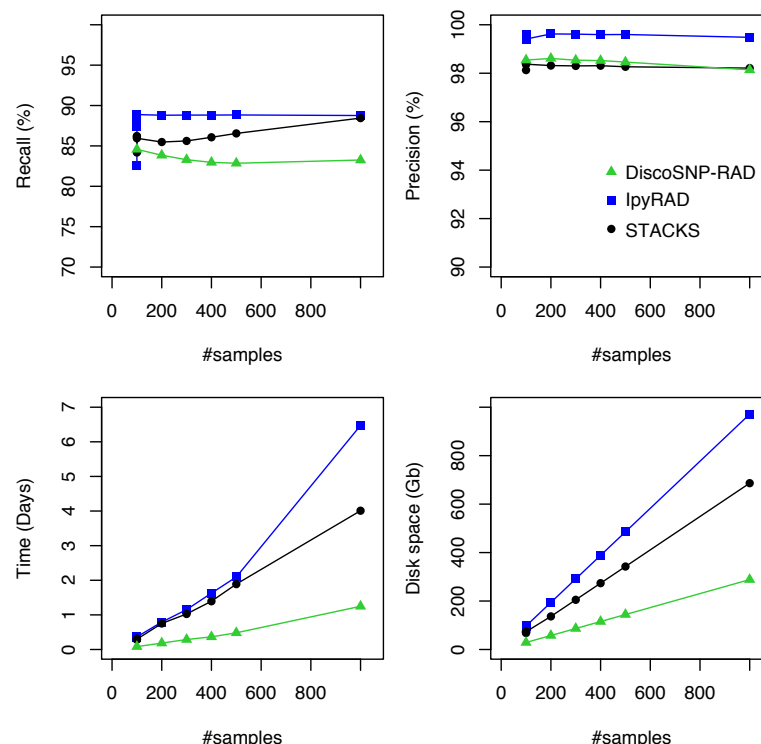 Recall (%)
95
90
85
80
75
70
0 200 400 600 800
#samples
Precision (%)
100
98
96
94
92
90
DiscoSNP-RAD
IpyRAD
STACKS
0 200 400 600 800
#samples
Time (Days)
7
6
5
4
3
2
1
0
0 200 400 600 800
#samples
Disk space (Gb)
800
600
400
200
0
0 200 400 600 800
#samples